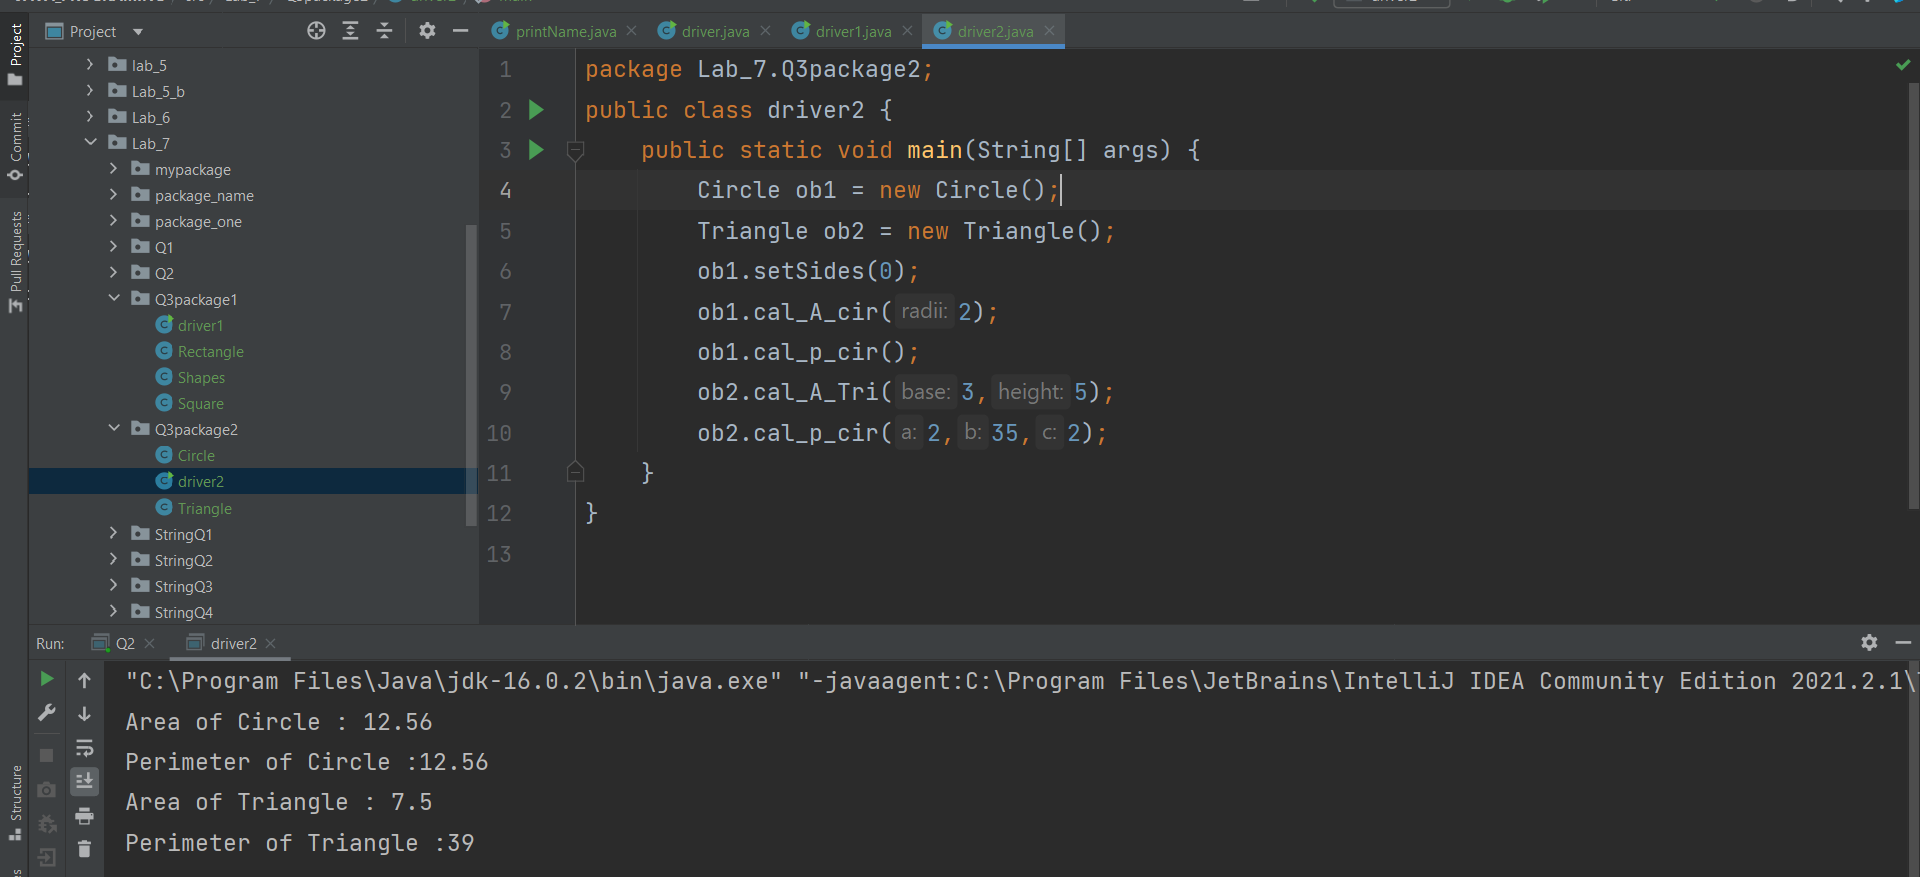 Project
printName.java
driver.java
driver1.java
driver2.java
Project
Commit
Pull Requests
Structure
lab_5
Lab_5_b
Lab_6
Lab_7
mypackage
package_name
package_one
Q1
Q2
Q3package1
driver1
Rectangle
Shapes
Square
Q3package2
Circle
driver2
Triangle
StringQ1
StringQ2
StringQ3
StringQ4
1 package Lab_7.Q3package2;
2 public class driver2 {
3 public static void main(String[] args) {
4 Circle ob1 = new Circle();
5 Triangle ob2 = new Triangle();
6 ob1.setSides(0);
7 ob1.cal_A_cir( radii: 2);
8 ob1.cal_p_cir();
9 ob2.cal_A_Tri( base: 3, height: 5);
10 ob2.cal_p_cir( a: 2, b: 35, c: 2);
11 }
12 }
13
Run: Q2 driver2
"C:\Program Files\Java\jdk-16.0.2\bin\java.exe" "-javaagent:C:\Program Files\JetBrains\IntelliJ IDEA Community Edition 2021.2.1\
Area of Circle : 12.56
Perimeter of Circle :12.56
Area of Triangle : 7.5
Perimeter of Triangle :39